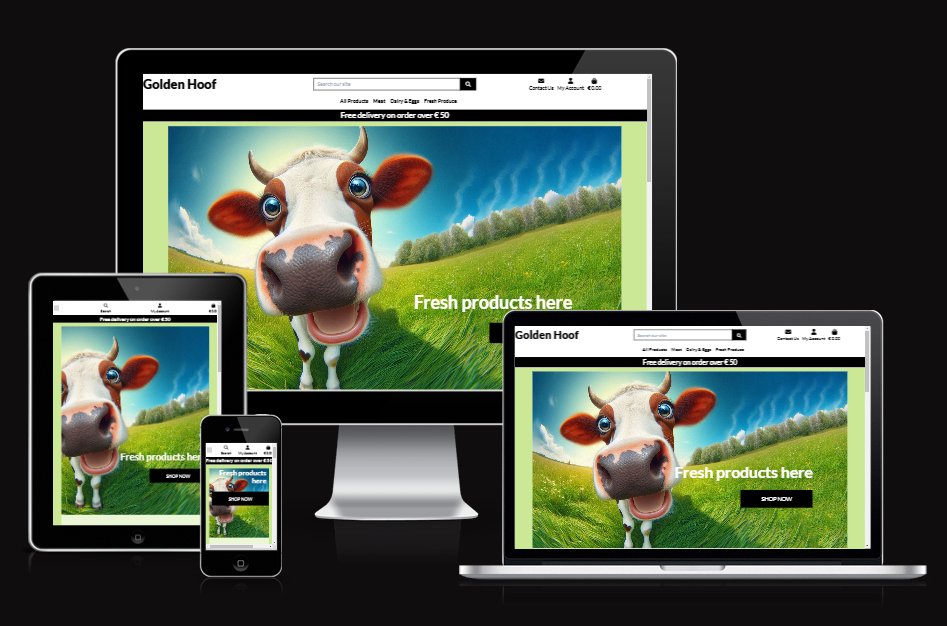 Golden Hoof
Search our site
Contact Us My Account €0.00
All Products Meat Dairy & Eggs Fresh Produce
Free delivery on order over €50
Fresh products here
Search My Account
Free delivery on order over €50
Fresh products here
SHOP NOW
Search My Account
Free delivery on order over €50
Fresh products
here
SHOP NOW
Golden Hoof
Search our site
Contact Us My Account €0.00
All Products Meat Dairy & Eggs Fresh Produce
Free delivery on order over €50
Fresh products here
SHOP NOW